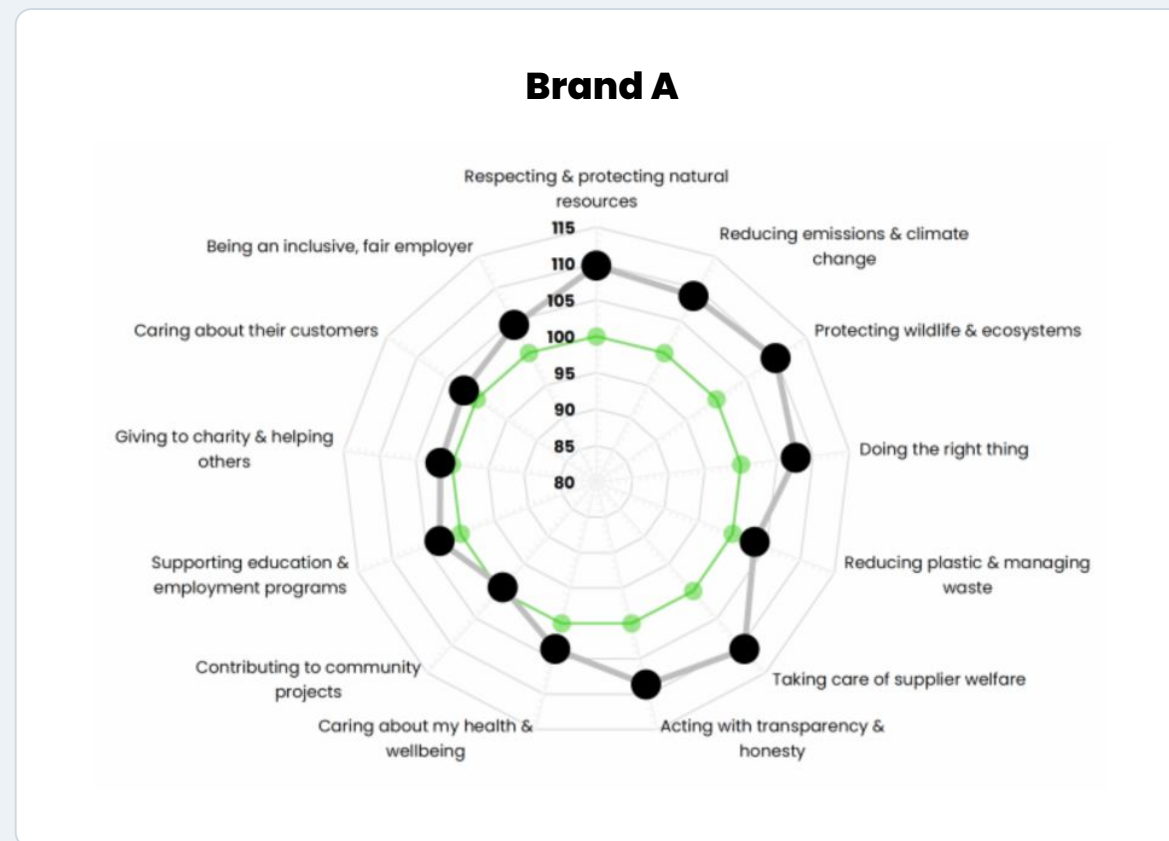 Brand A
Respecting & protecting natural
resources
115
110
105
100
95
90
85
80
Reducing emissions & climate
change
Protecting wildlife & ecosystems
Doing the right thing
Reducing plastic & managing
waste
Taking care of supplier welfare
Acting with transparency &
honesty
Caring about my health &
wellbeing
Contributing to community
projects
Supporting education &
employment programs
Giving to charity & helping
others
Caring about their customers
Being an inclusive, fair employer